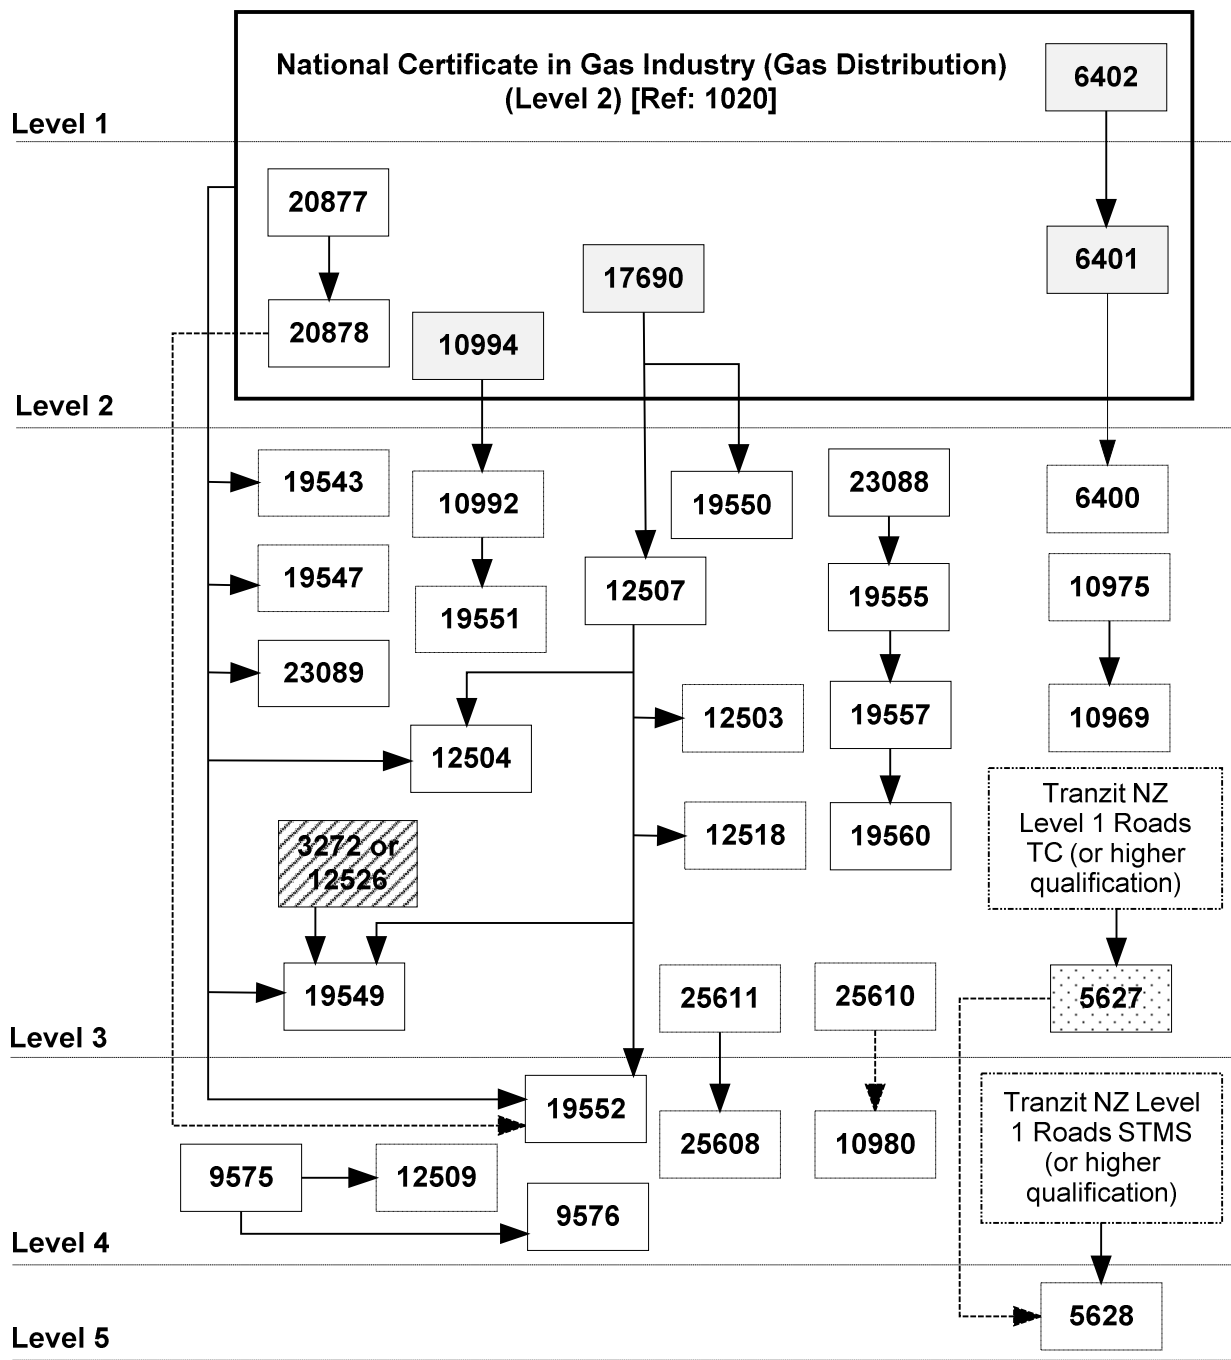 National Certificate in Gas Industry (Gas Distribution)
(Level 2) [Ref: 1020]
6402
Level 1
20877
6401
17690
20878
10994
Level 2
19543
10992
19550
23088
6400
19547
19551
12507
19555
10975
23089
12503
19557
10969
12504
12518
19560
Tranzit NZ
Level 1 Roads
TC (or higher
qualification)
3272 or
12526
19549
25611
25610
5627
Level 3
19552
25608
10980
Tranzit NZ Level
1 Roads STMS
(or higher
qualification)
9575
12509
9576
Level 4
5628
Level 5